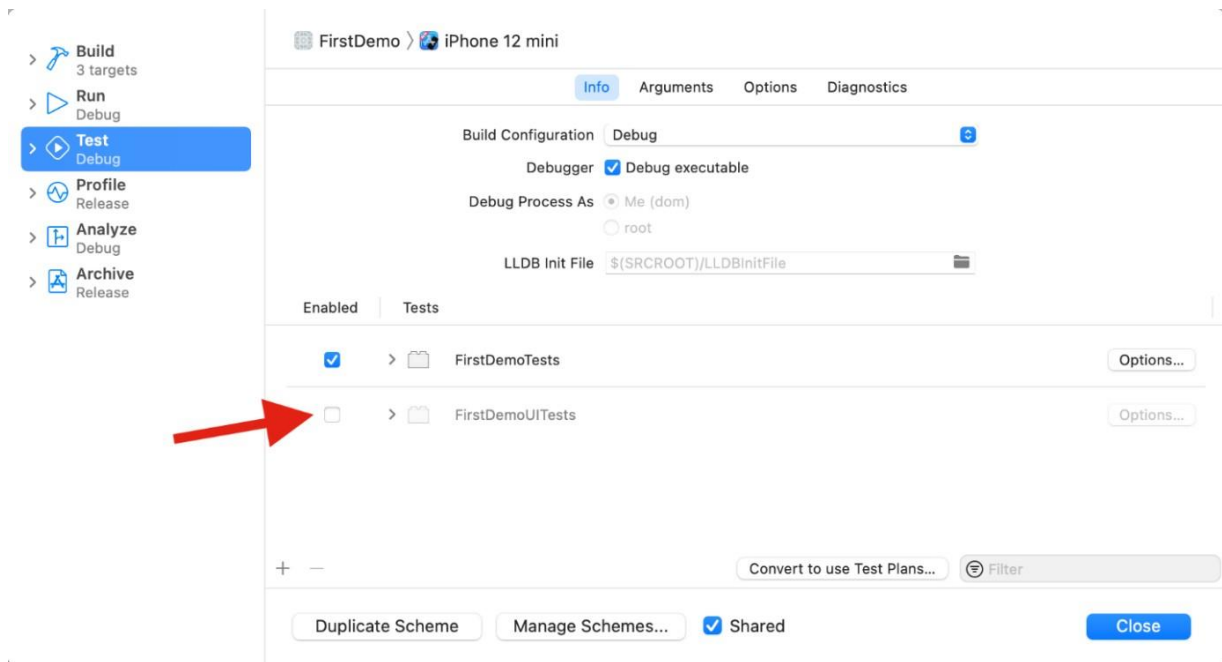 Build
3 targets
Run
Debug
Test
Debug
Profile
Release
Analyze
Debug
Archive
Release
FirstDemo 〉 iPhone 12 mini
Info Arguments Options Diagnostics
Build Configuration Debug
Debugger Debug executable
Debug Process As Me (dom)
root
LLDB Init File $(SRCROOT)/LLDBInitFile
Enabled Tests
FirstDemoTests Options...
FirstDemoUITests Options...
+ — Convert to use Test Plans... Filter
Duplicate Scheme Manage Schemes... Shared Close